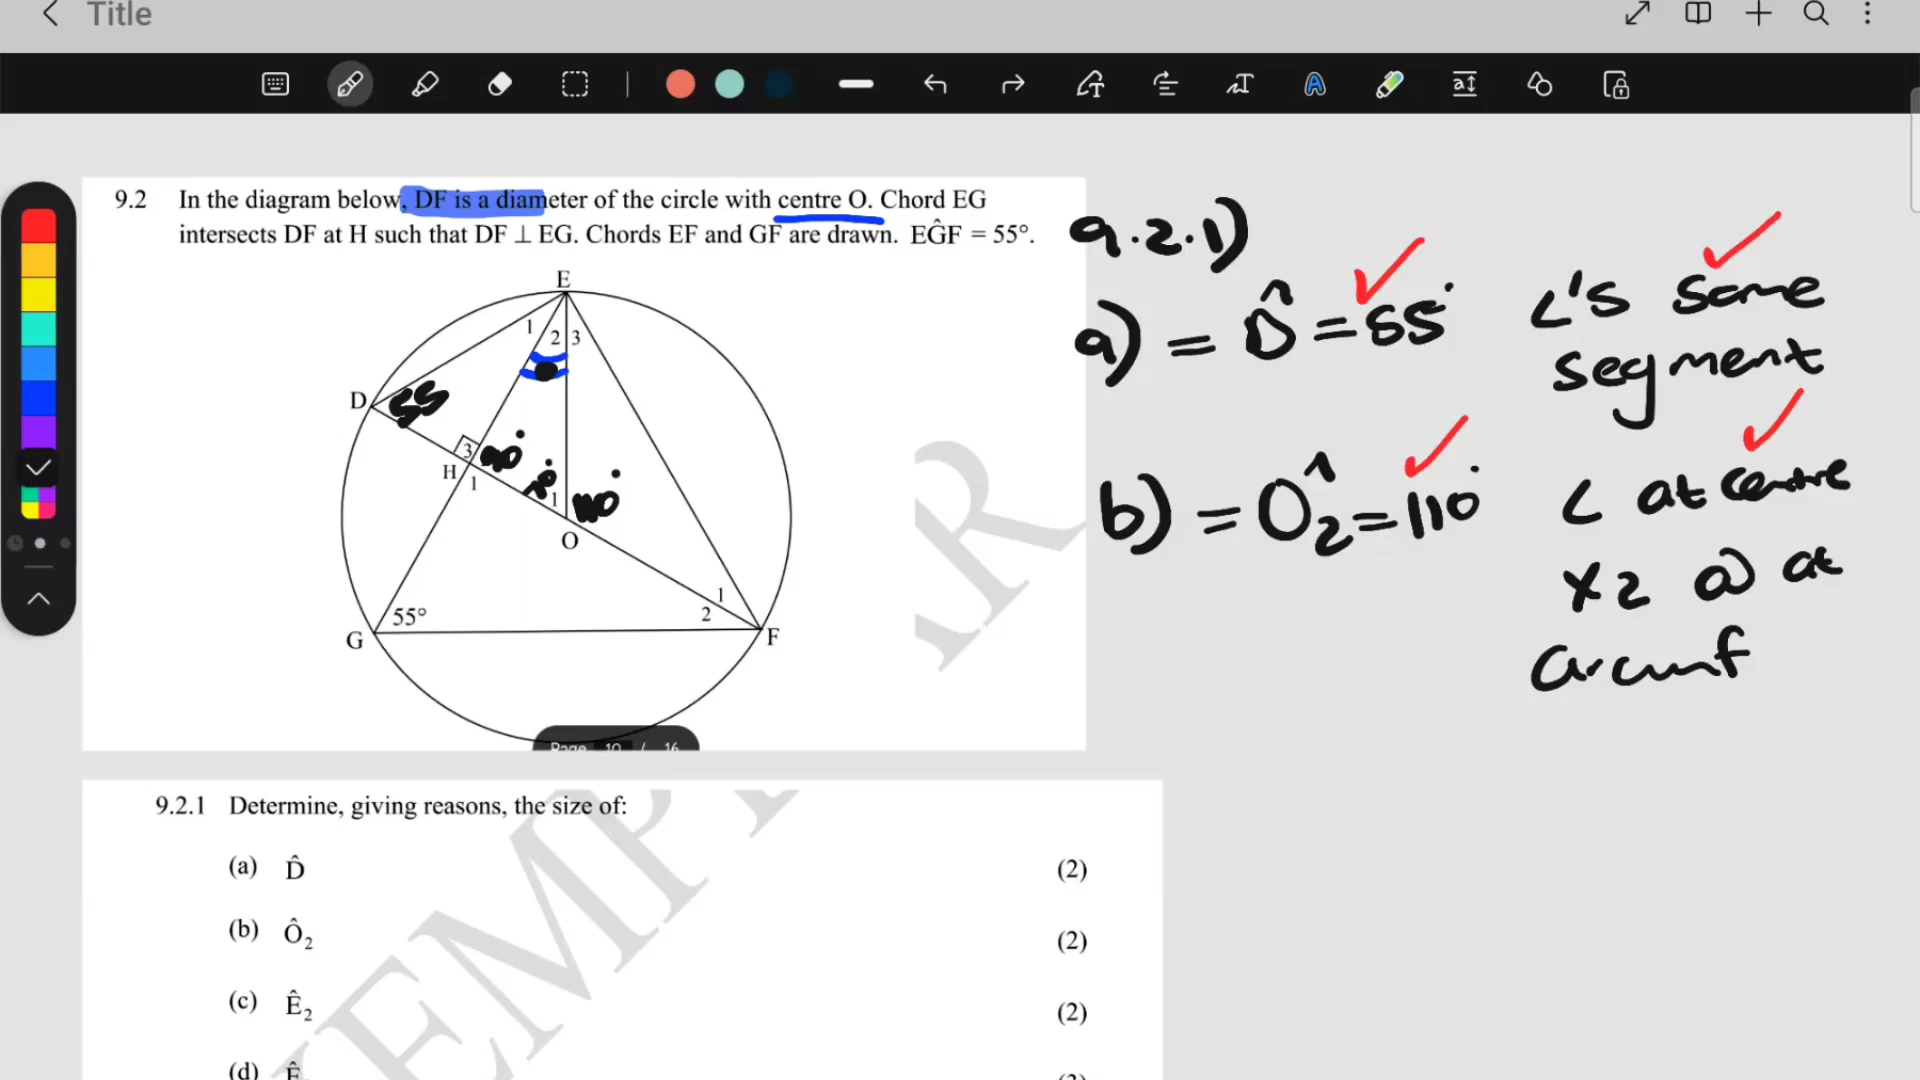 Title
9.2 In the diagram below, DF is a diameter of the circle with centre O. Chord EG
intersects DF at H such that DF ⊥ EG. Chords EF and GF are drawn. EĜF = 55°.
E
1 2 3
D 55
H 3 90°
1
1 110°
O
1
2
G 55° F
Page 10 / 16
9.2.1)
a) = D̂ = 55° ∠'s same
segment
b) = Ô2 = 110° ∠ at centre
x2 at
circumf
9.2.1 Determine, giving reasons, the size of:
(a) D̂ (2)
(b) Ô2 (2)
(c) Ê2 (2)
(d)